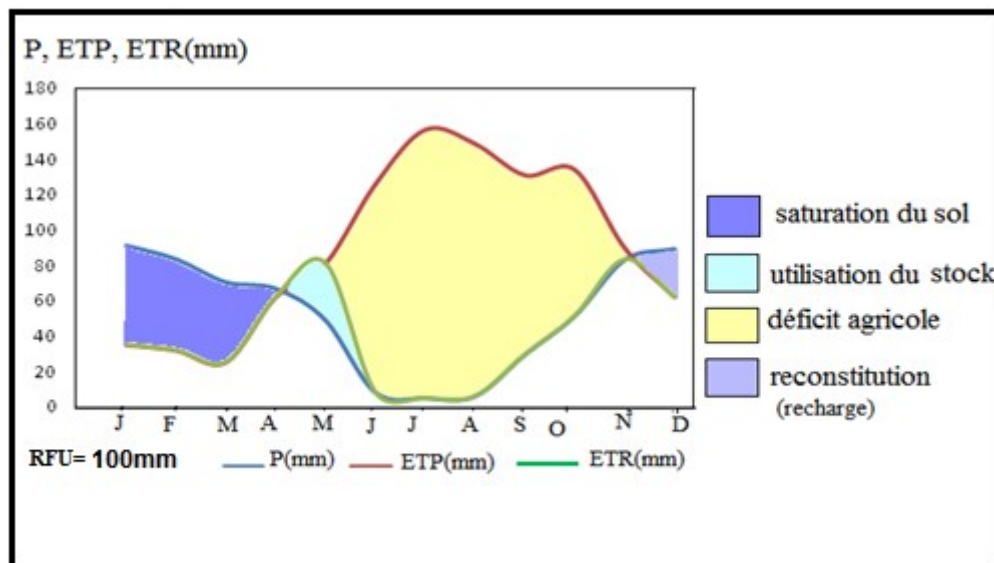 P, ETP, ETR(mm)
180
160
140
120
100
80
60
40
20
0
J F M A M J J A S O N D
saturation du sol
utilisation du stock
déficit agricole
reconstitution
(recharge)
RFU= 100mm P(mm) ETP(mm) ETR(mm)